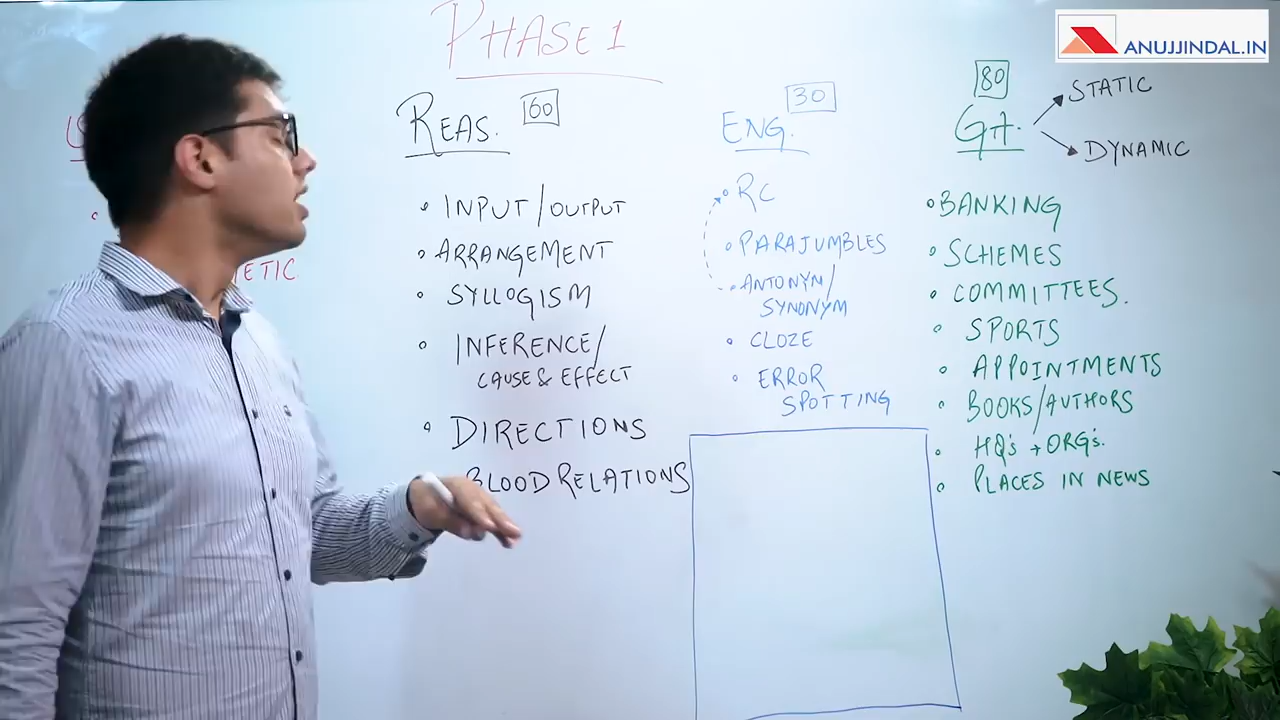 PHASE 1
ANUJJINDAL.IN
REAS. 60
INPUT/OUTPUT
ARRANGEMENT
SYLLOGISM
INFERENCE/
CAUSE & EFFECT
DIRECTIONS
BLOOD RELATIONS
ENG. 30
RC
PARAJUMBLES
ANTONYM/
SYNONYM
CLOZE
ERROR
SPOTTING
80
GA.
STATIC
DYNAMIC
BANKING
SCHEMES
COMMITTEES.
SPORTS
APPOINTMENTS
BOOKS/AUTHORS
HQ's + ORG's.
PLACES IN NEWS